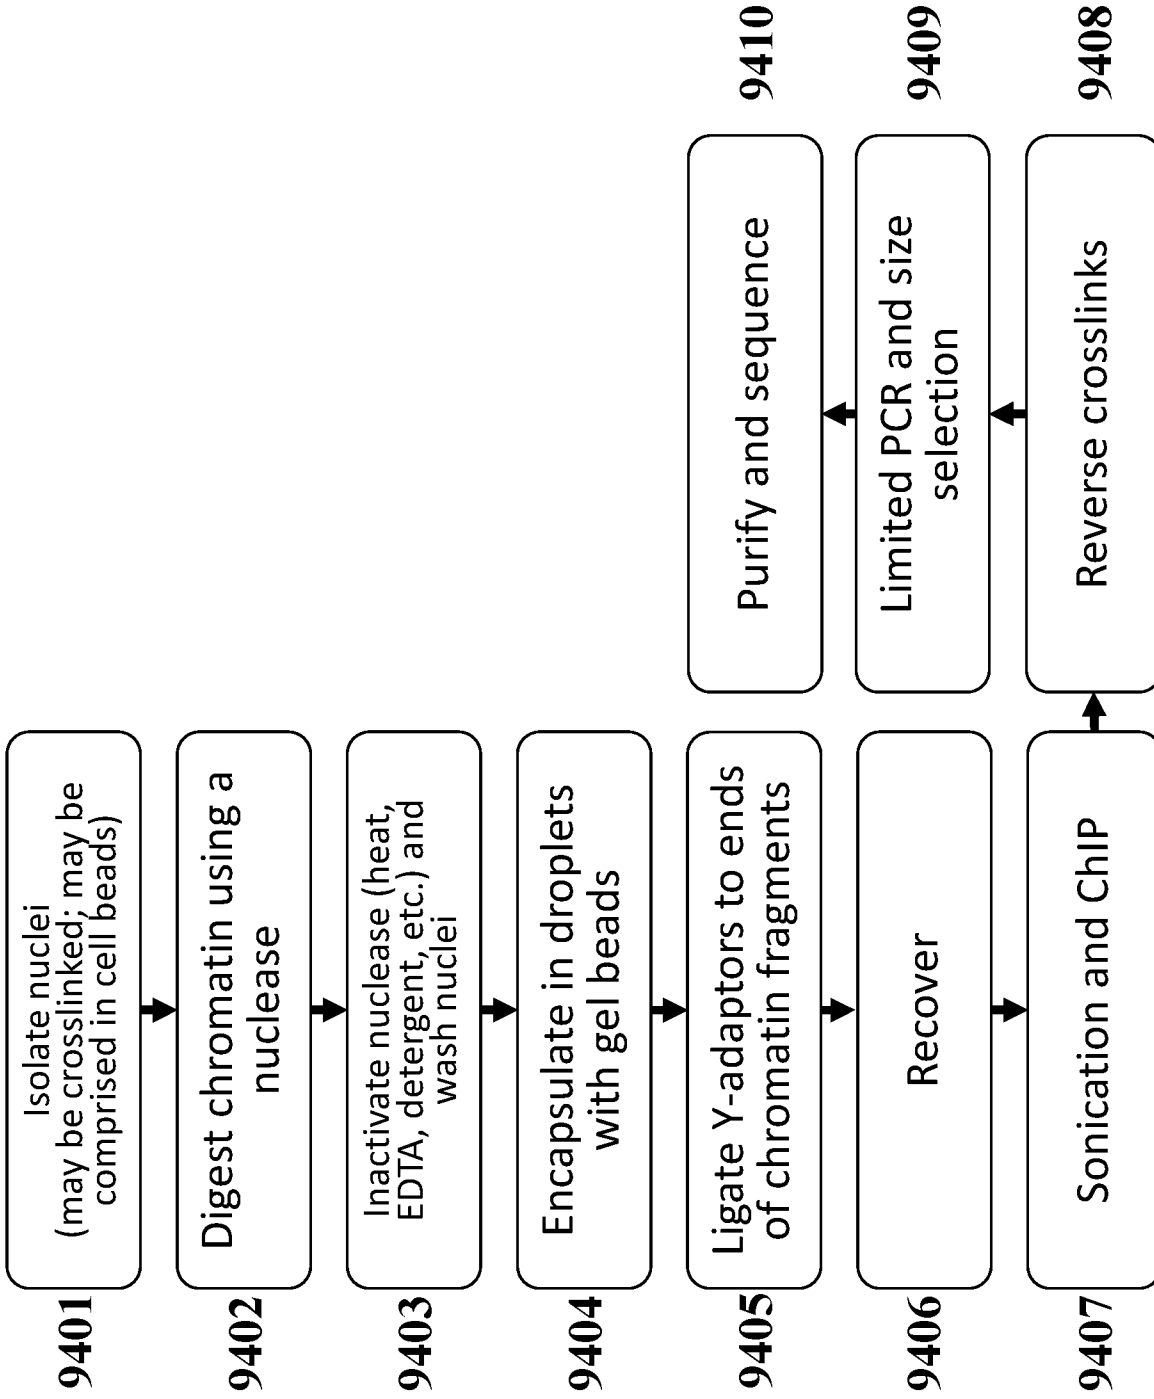 9401
Isolate nuclei
(may be crosslinked; may be
comprised in cell beads)
9402
Digest chromatin using a
nuclease
9403
Inactivate nuclease (heat,
EDTA, detergent, etc.) and
wash nuclei
9404
Encapsulate in droplets
with gel beads
9405
Ligate Y-adaptors to ends
of chromatin fragments
9406
Recover
9407
Sonication and ChIP
Reverse crosslinks
9408
Limited PCR and size
selection
9409
Purify and sequence
9410